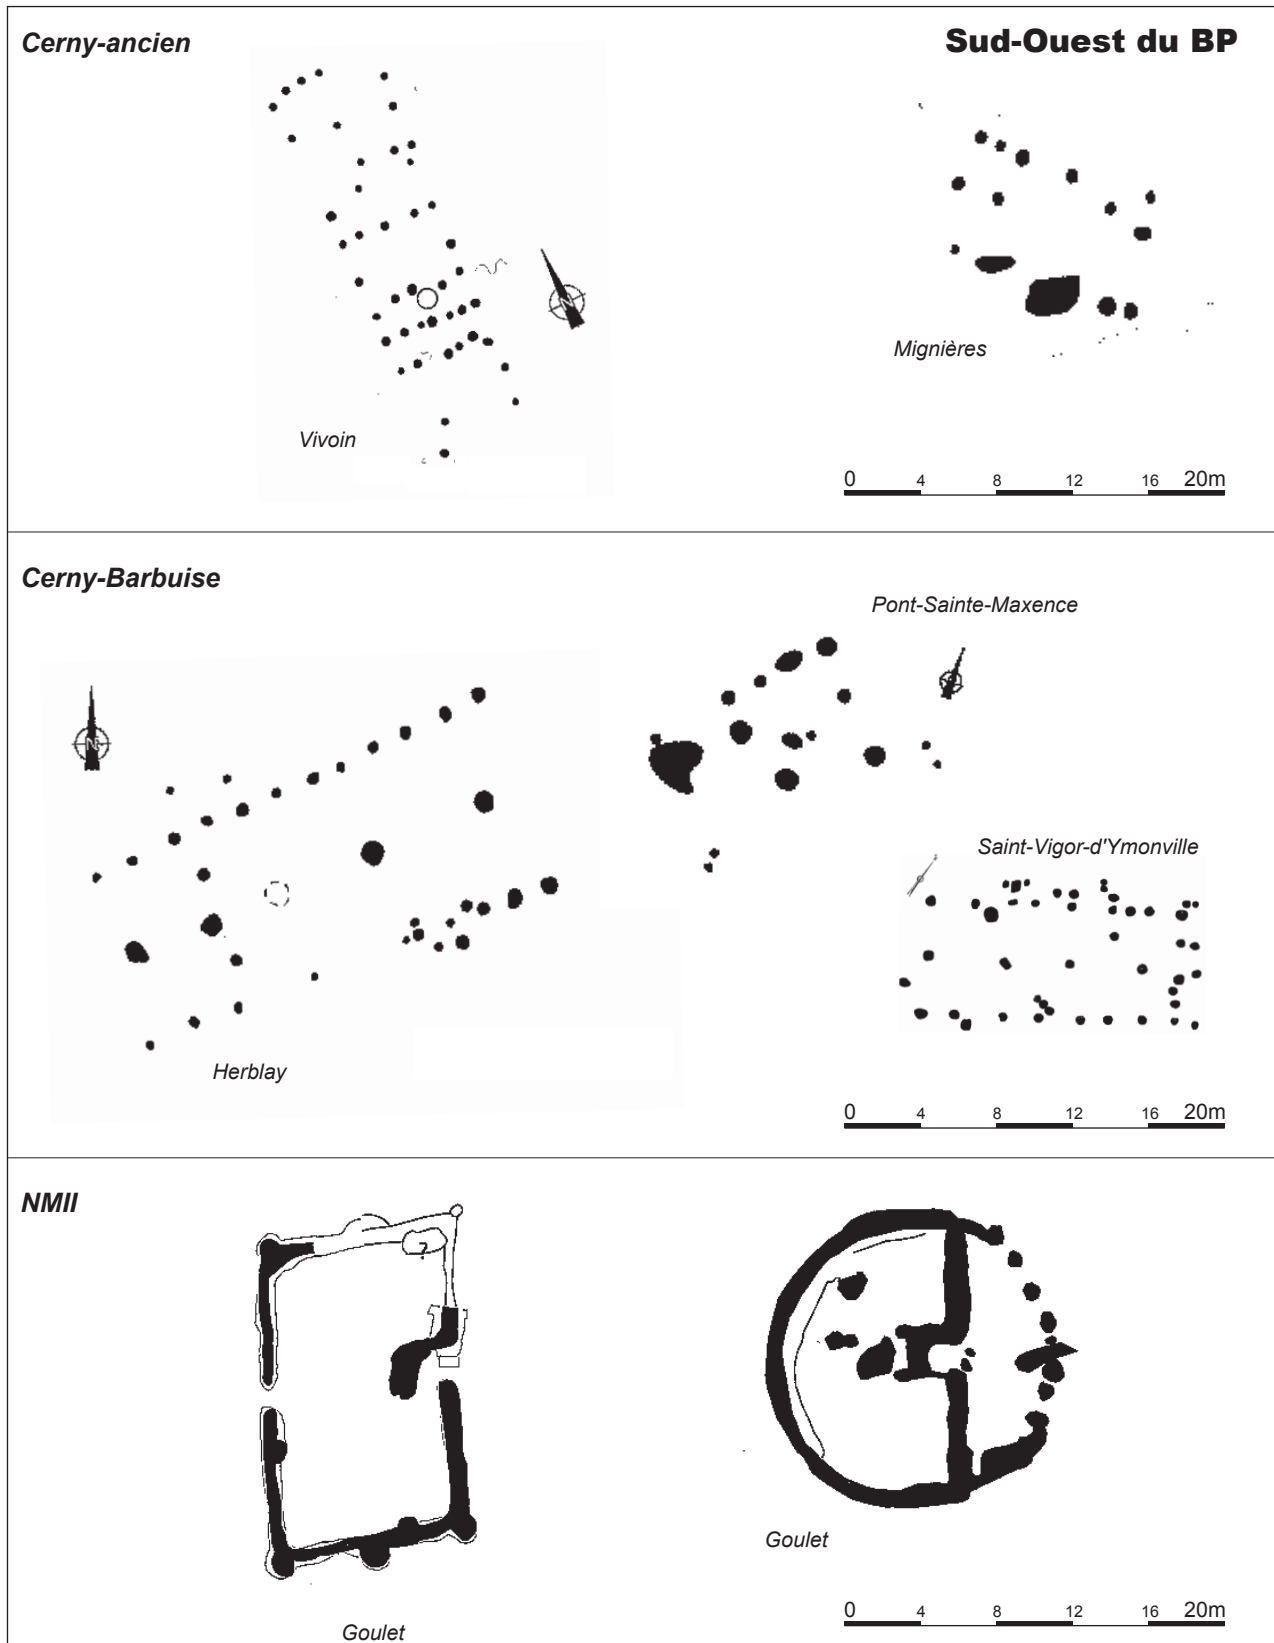 Cerny-ancien
Sud-Ouest du BP
N
Mignières
Vivoin
0 4 8 12 16 20m
Cerny-Barbuise
Pont-Sainte-Maxence
N
Saint-Vigor-d'Ymonville
Herblay
0 4 8 12 16 20m
NMII
?
Goulet
Goulet
0 4 8 12 16 20m